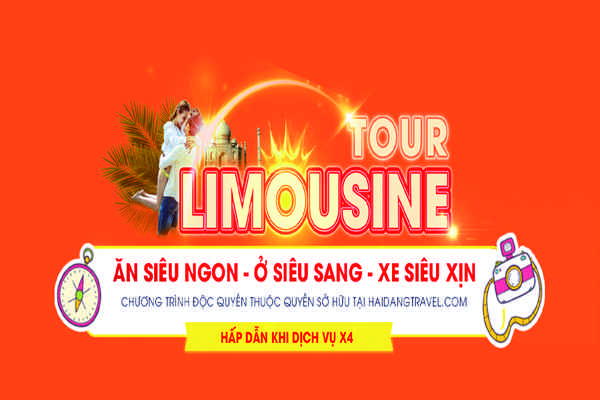 TOUR
LIMOUSINE
ĂN SIÊU NGON - Ở SIÊU SANG - XE SIÊU XỊN
CHƯƠNG TRÌNH ĐỘC QUYỀN THUỘC QUYỀN SỞ HỮU TẠI HAIDANGTRAVEL.COM
HẤP DẪN KHI DỊCH VỤ X4